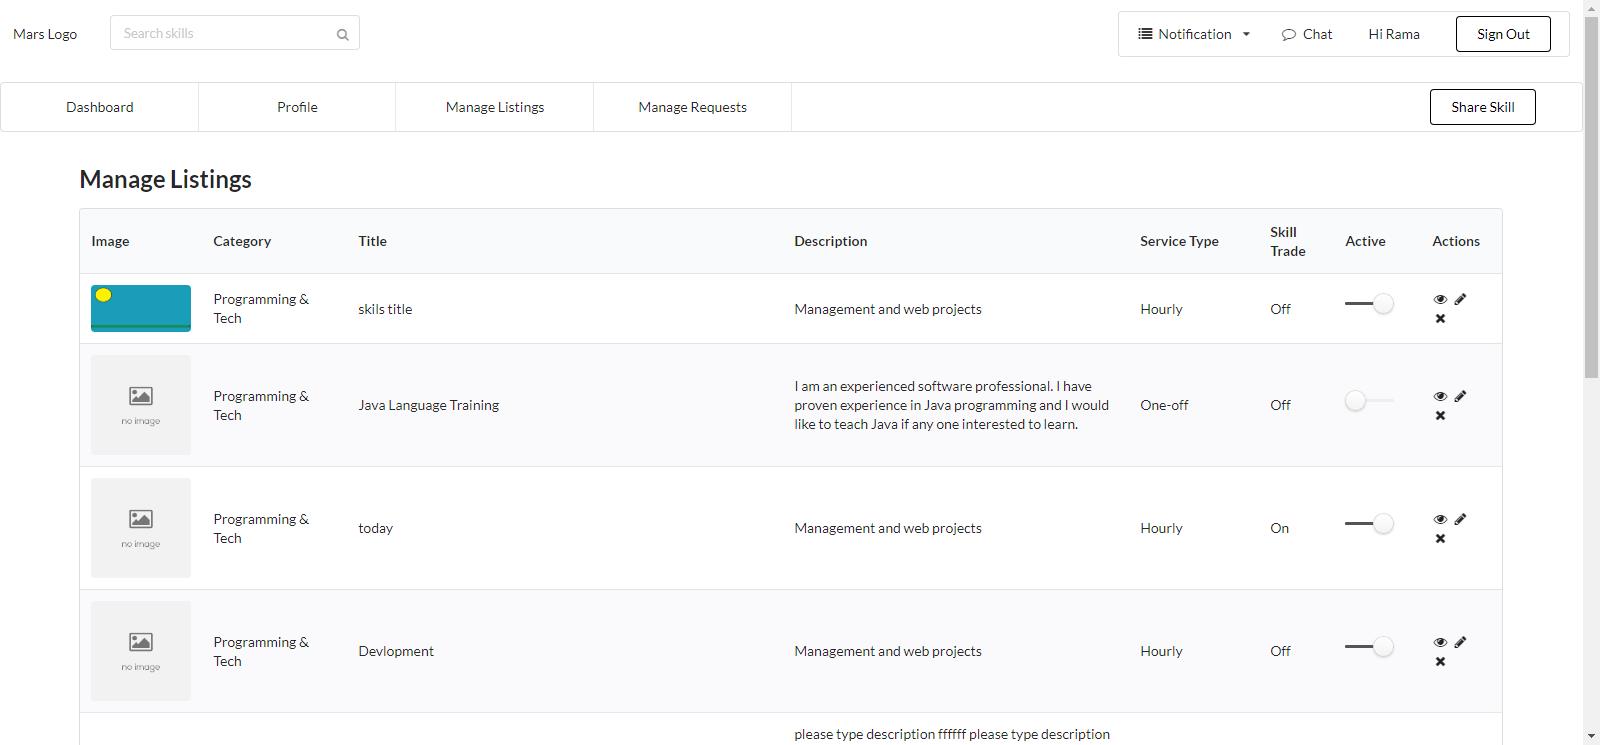 Mars Logo
Search skills
Notification
Chat
Hi Rama
Sign Out
Dashboard
Profile
Manage Listings
Manage Requests
Share Skill
Manage Listings
Image
Category
Title
Description
Service Type
Skill
Trade
Active
Actions
Programming &
Tech
skils title
Management and web projects
Hourly
Off
no image
Programming &
Tech
Java Language Training
I am an experienced software professional. I have
proven experience in Java programming and I would
like to teach Java if any one interested to learn.
One-off
Off
no image
Programming &
Tech
today
Management and web projects
Hourly
On
no image
Programming &
Tech
Devlopment
Management and web projects
Hourly
Off
please type description ffffff please type description